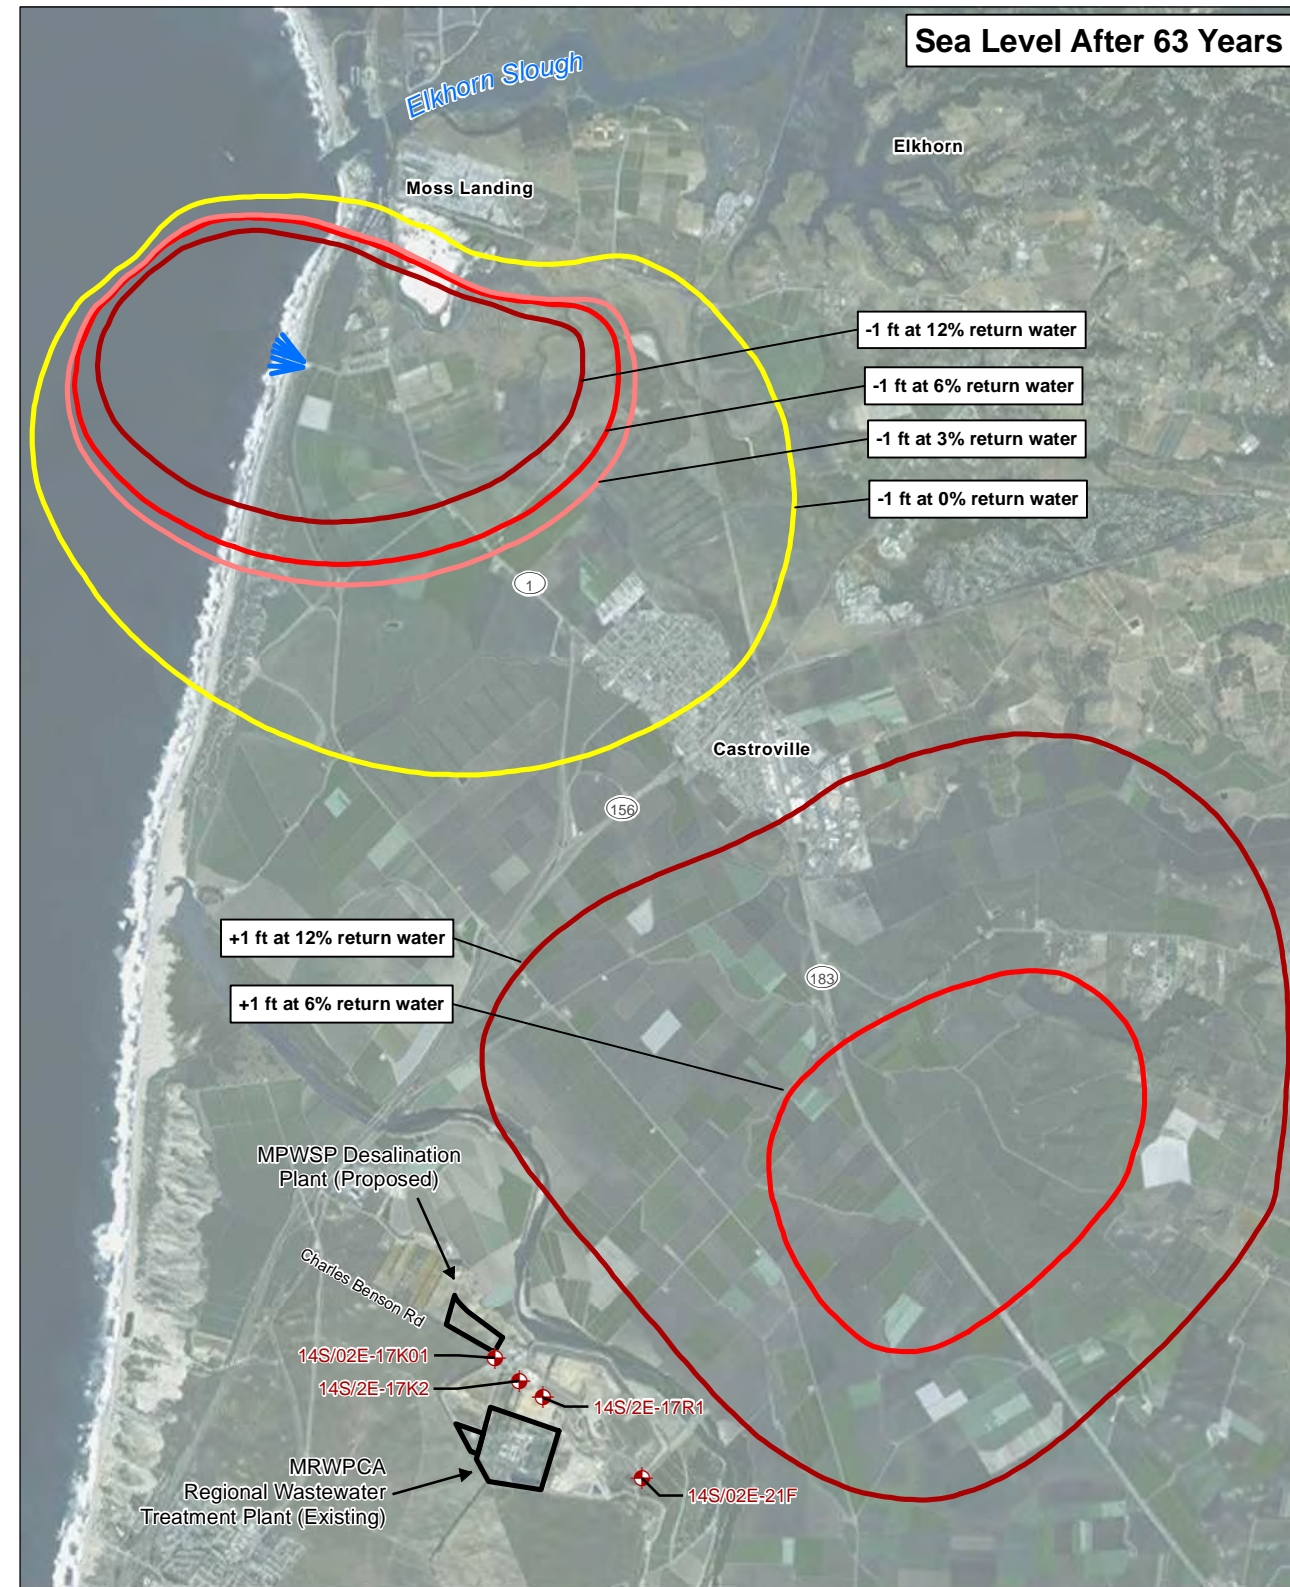 Sea Level After 63 Years
Elkhorn Slough
Elkhorn
Moss Landing
-1 ft at 12% return water
-1 ft at 6% return water
-1 ft at 3% return water
-1 ft at 0% return water
1
Castroville
156
+1 ft at 12% return water
183
+1 ft at 6% return water
MPWSP Desalination
Plant (Proposed)
Charles Benson Rd
14S/02E-17K01
14S/2E-17K2
14S/2E-17R1
MRWPCA
Regional Wastewater
Treatment Plant (Existing)
14S/02E-21F